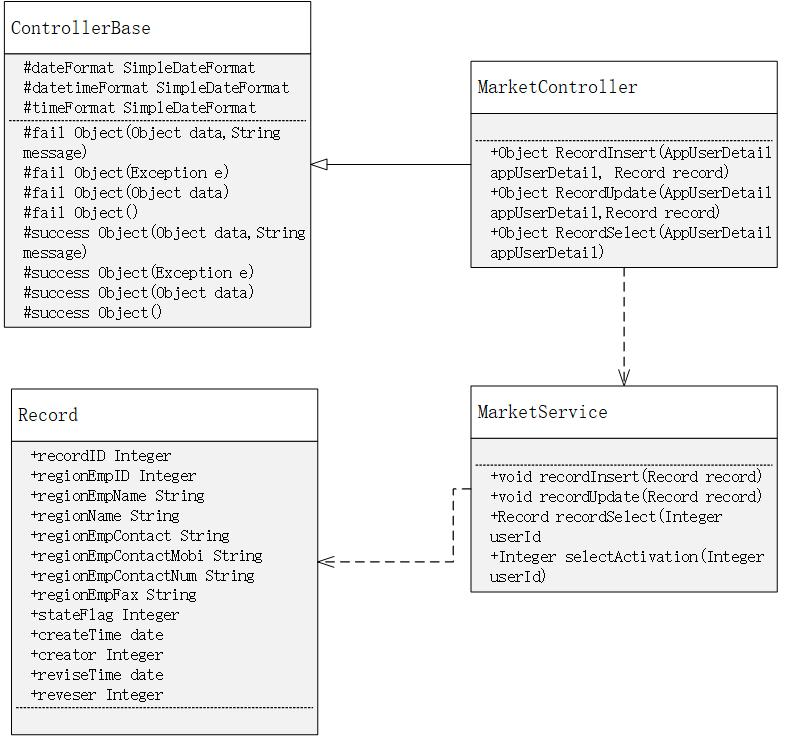 ControllerBase
#dateFormat SimpleDateFormat
#datetimeFormat SimpleDateFormat
#timeFormat SimpleDateFormat
#fail Object(Object data,String
message)
#fail Object(Exception e)
#fail Object(Object data)
#fail Object()
#success Object(Object data,String
message)
#success Object(Exception e)
#success Object(Object data)
#success Object()
MarketController
+Object RecordInsert(AppUserDetail
appUserDetail, Record record)
+Object RecordUpdate(AppUserDetail
appUserDetail,Record record)
+Object RecordSelect(AppUserDetail
appUserDetail)
Record
+recordID Integer
+regionEmpID Integer
+regionEmpName String
+regionName String
+regionEmpContact String
+regionEmpContactMobi String
+regionEmpContactNum String
+regionEmpFax String
+stateFlag Integer
+createTime date
+creator Integer
+reviseTime date
+reveser Integer
MarketService
+void recordInsert(Record record)
+void recordUpdate(Record record)
+Record recordSelect(Integer
userId
+Integer selectActivation(Integer
userId)